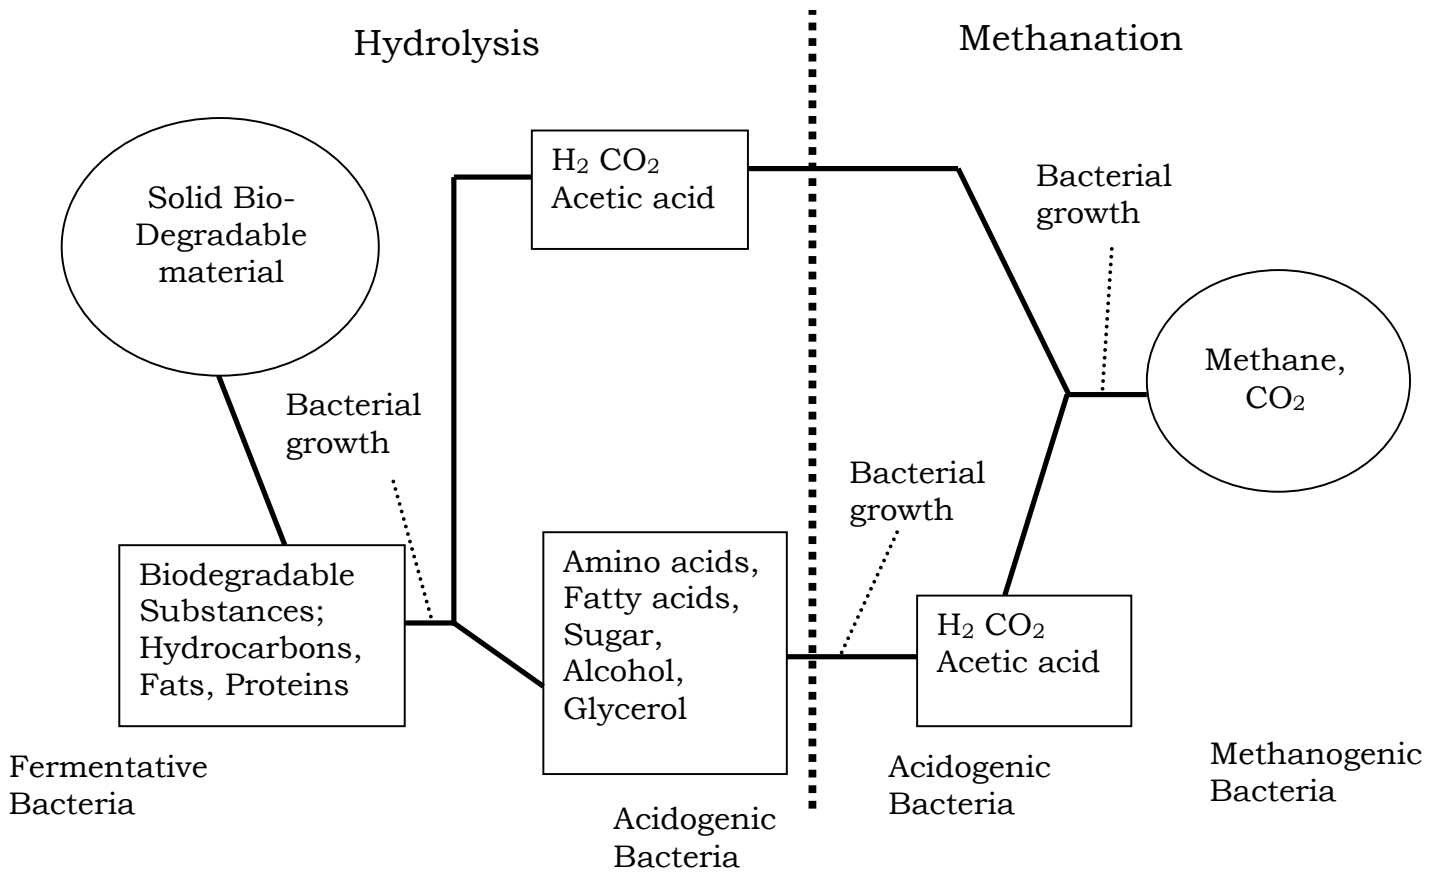 Hydrolysis
Methanation
Solid Bio-
Degradable
material
H₂ CO₂
Acetic acid
Bacterial
growth
Methane,
CO₂
Bacterial
growth
Bacterial
growth
Biodegradable
Substances;
Hydrocarbons,
Fats, Proteins
Amino acids,
Fatty acids,
Sugar,
Alcohol,
Glycerol
H₂ CO₂
Acetic acid
Fermentative
Bacteria
Acidogenic
Bacteria
Acidogenic
Bacteria
Methanogenic
Bacteria